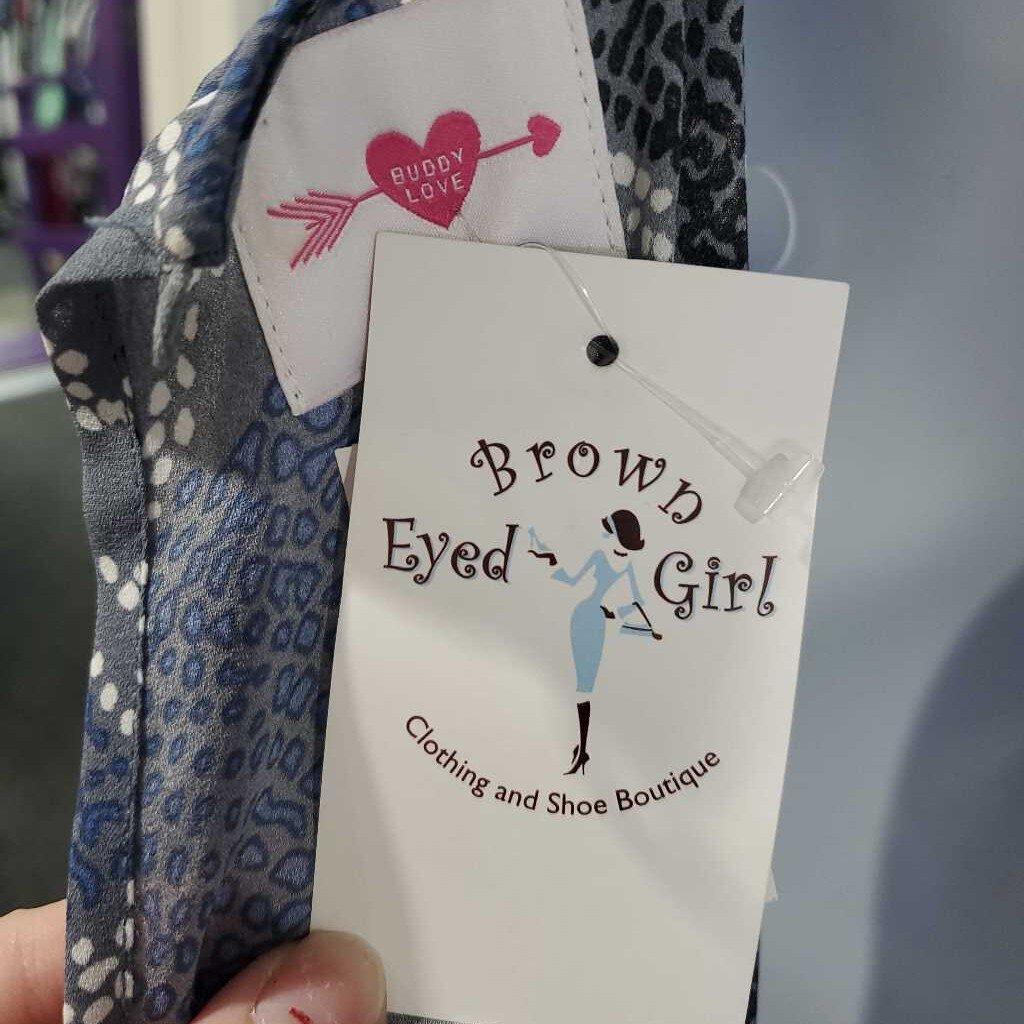 BUDDY
LOVE
Brown
Eyed Girl
Clothing and Shoe Boutique